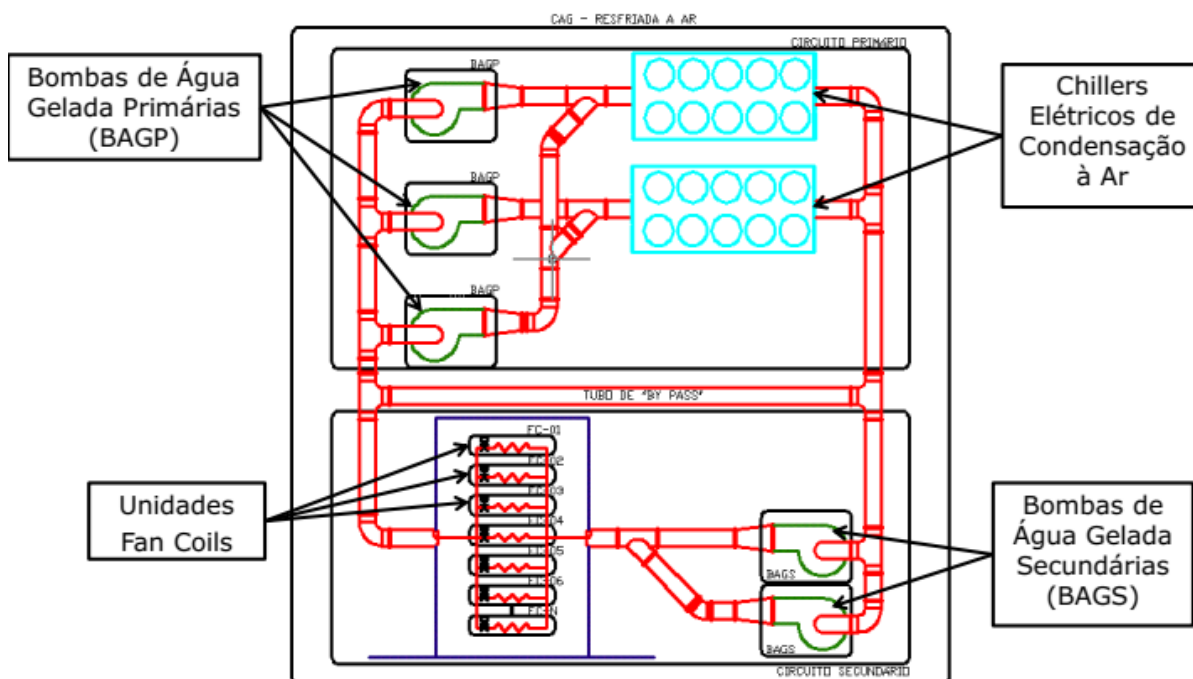 CAG - RESFRIADA A AR
CIRCUITO PRIMÁRIO
Bombas de Água
Gelada Primárias
(BAGP)
BAGP
Chillers
Elétricos de
Condensação
à Ar
BAGP
BAGP
TUBO DE "BY PASS"
FC-01
FC-02
FC-03
FC-04
FC-05
FC-06
FC-N
Unidades
Fan Coils
Bombas de
Água Gelada
Secundárias
(BAGS)
BAGS
BAGS
CIRCUITO SECUNDÁRIO